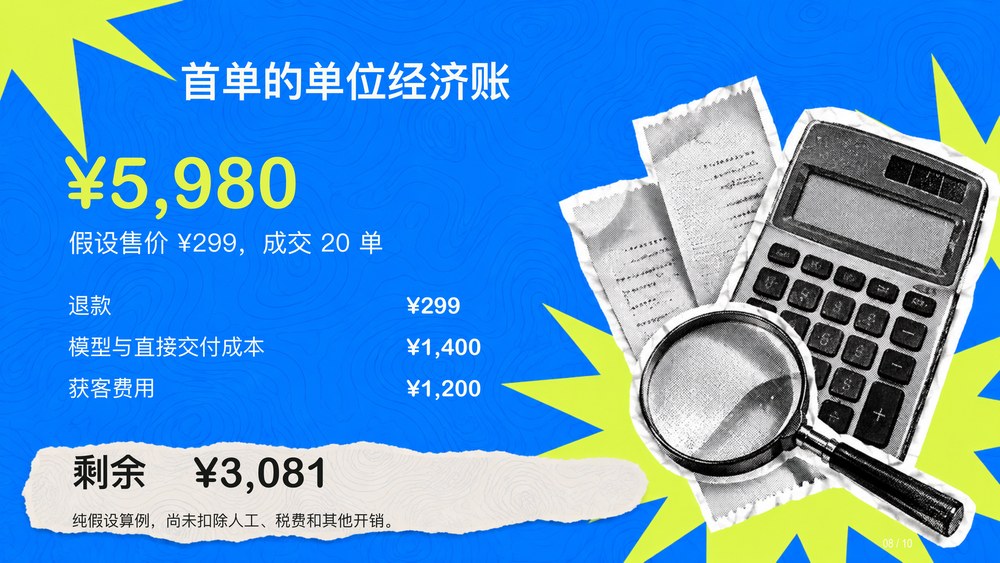 首单的单位经济账
¥5,980
假设售价 ¥299，成交 20 单
退款 ¥299
模型与直接交付成本 ¥1,400
获客费用 ¥1,200
剩余 ¥3,081
纯假设算例，尚未扣除人工、税费和其他开销。
08 / 10